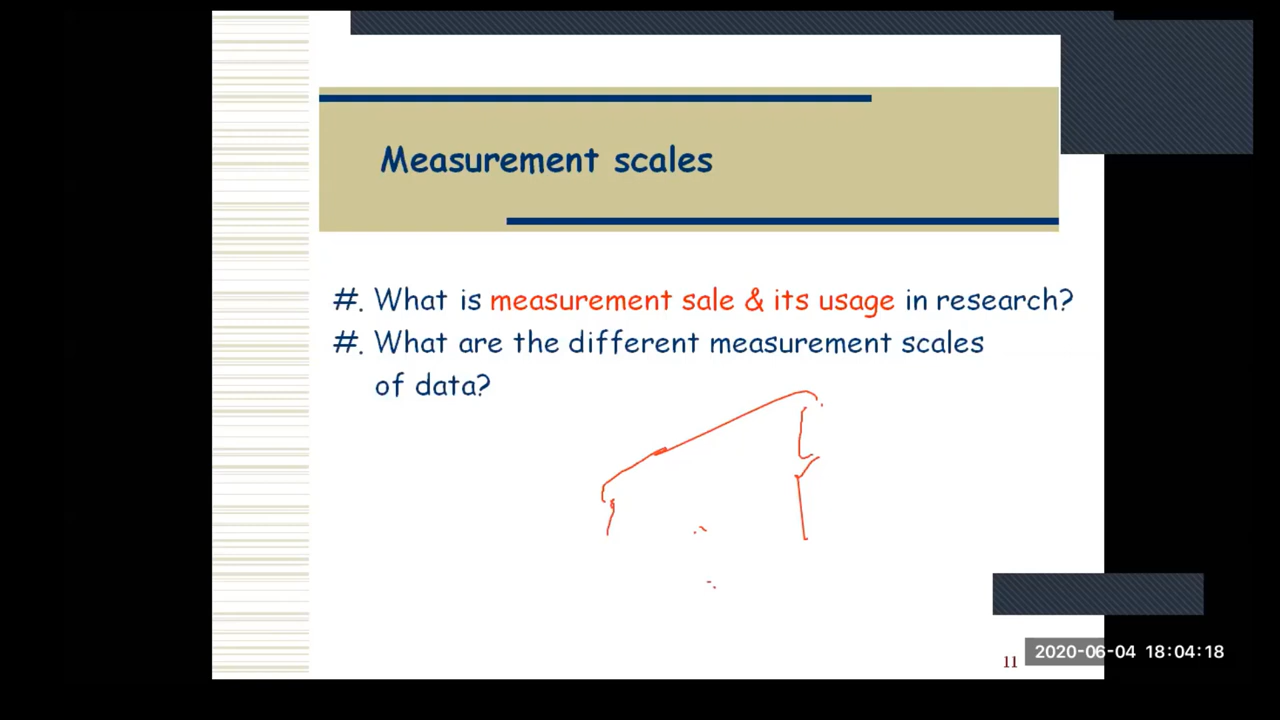 Measurement scales
#. What is measurement sale & its usage in research?
#. What are the different measurement scales
of data?
11
2020-06-04 18:04:18